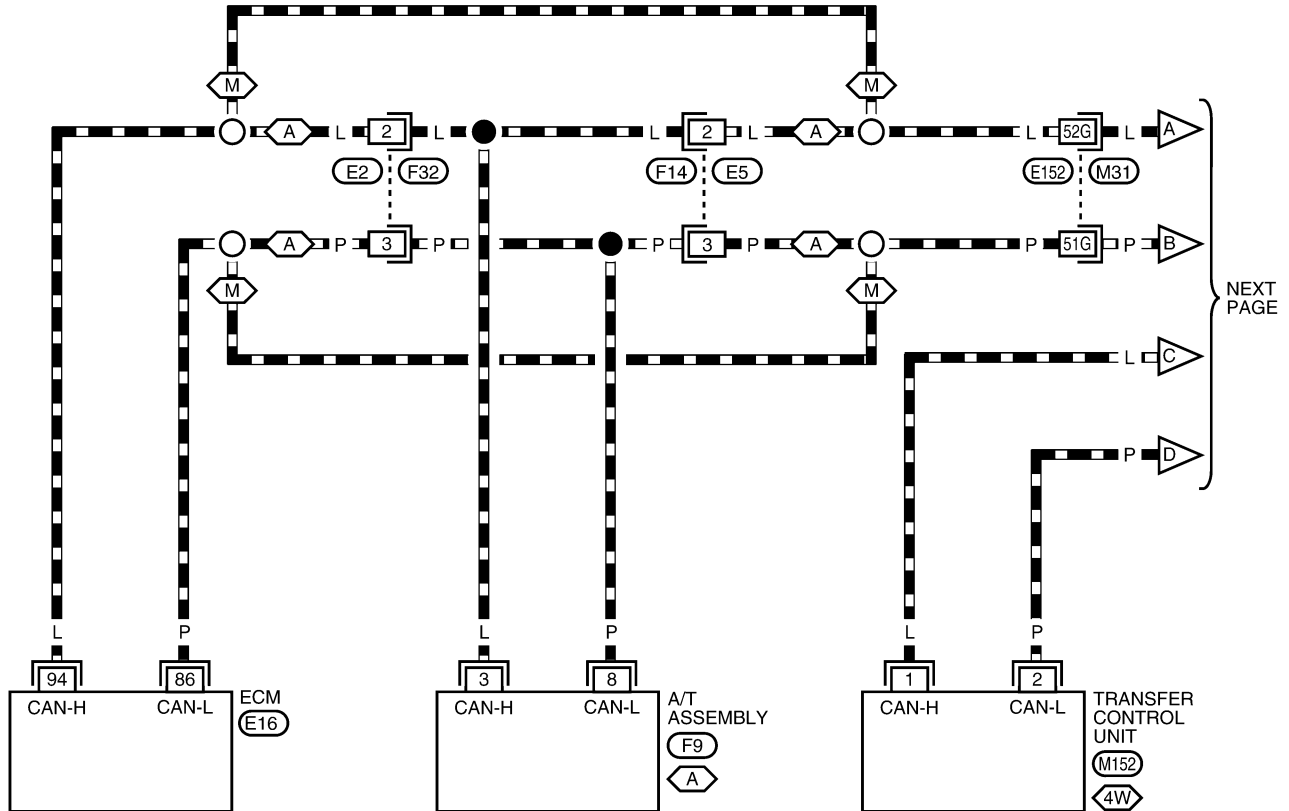 M M
A L 2 L L 2 L A L 52G L A
E2 F32 F14 E5 E152 M31
A P 3 P P 3 P A P 51G P B
M M
NEXT
PAGE
L C
P D
L P L P L P
94 86 3 8 1 2
CAN-H CAN-L CAN-H CAN-L CAN-H CAN-L
ECM
E16
A/T
ASSEMBLY
F9
A
TRANSFER
CONTROL
UNIT
M152
4W